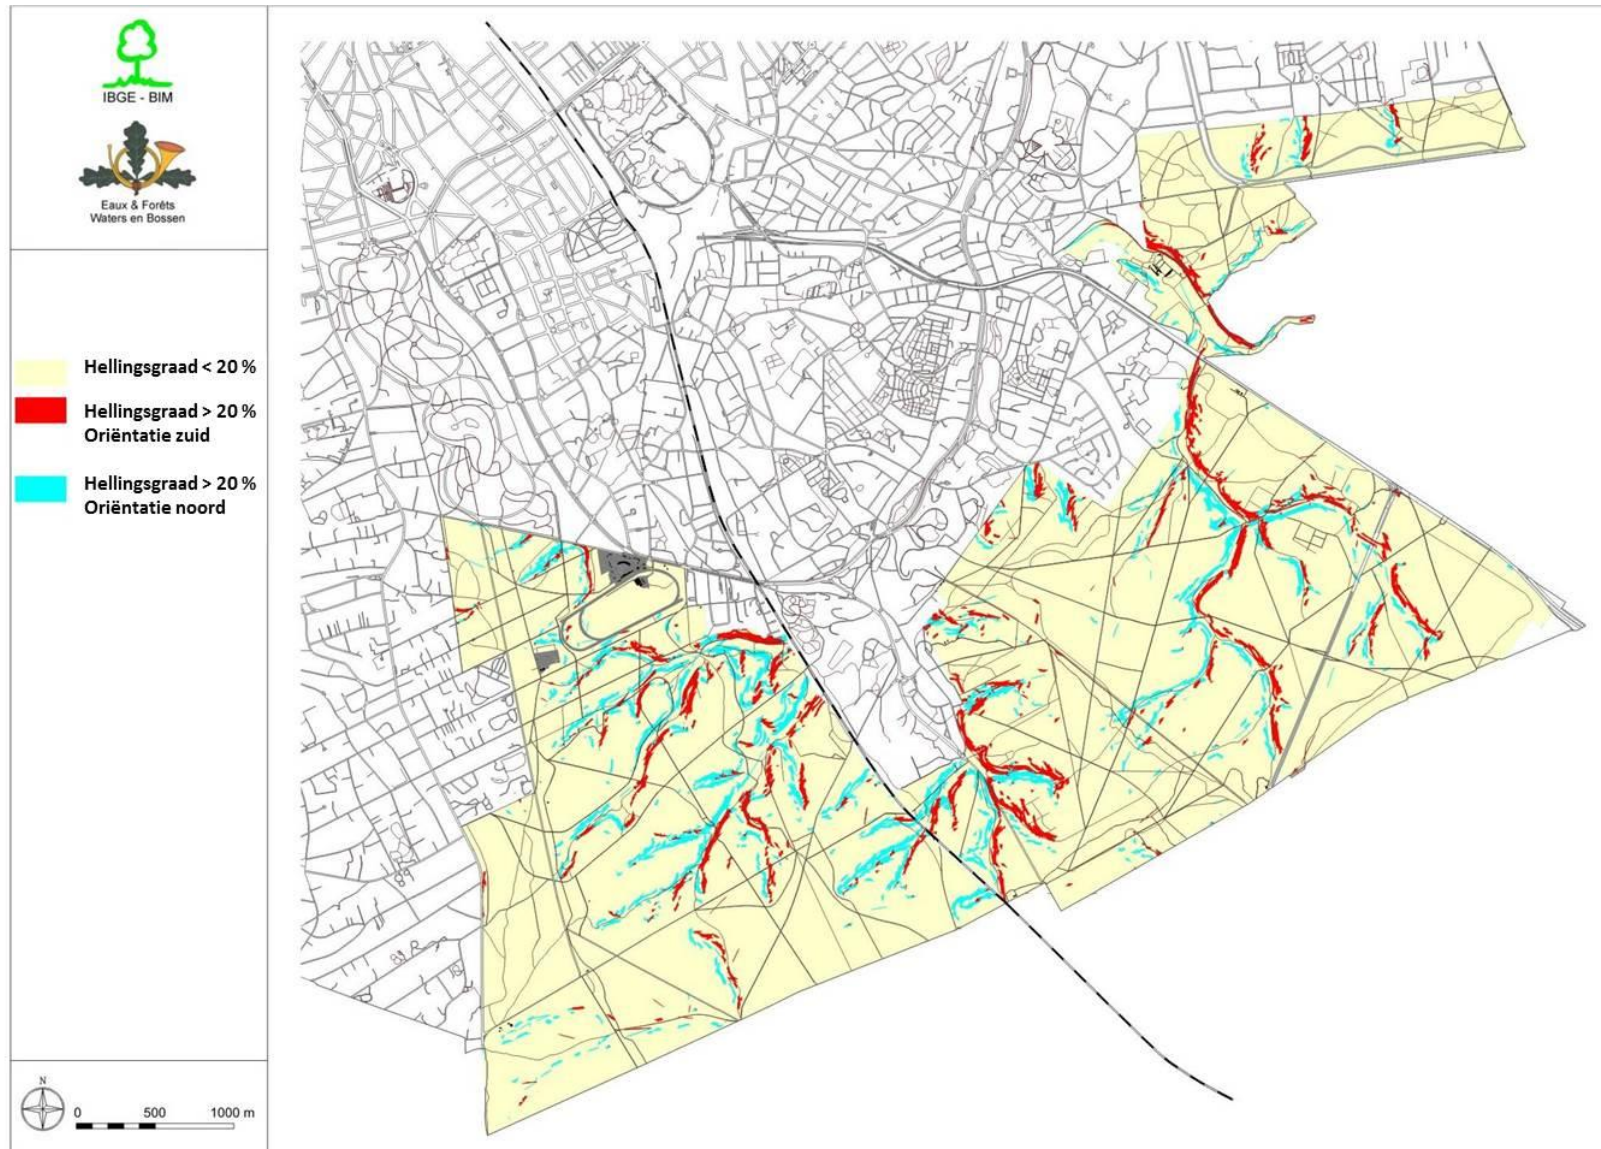 IBGE - BIM
Eaux & Forêts
Waters en Bossen
Hellingsgraad < 20 %
Hellingsgraad > 20 %
Oriëntatie zuid
Hellingsgraad > 20 %
Oriëntatie noord
N
0 500 1000 m